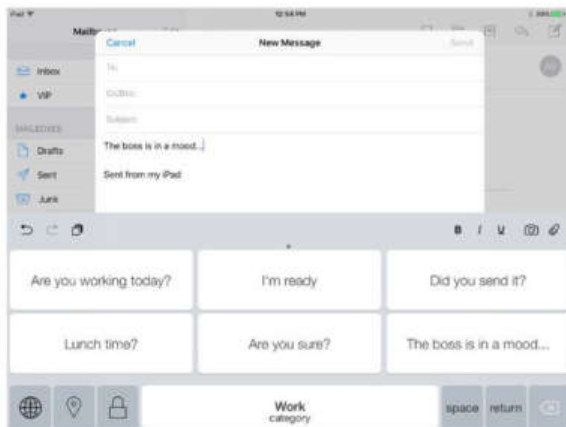 iPad
12:54 PM
Cancel
New Message
Send
To:
Cc/Bcc:
Subject:
Inbox
VIP
MAILBOXES
Drafts
Sent
Junk
The boss is in a mood...
Sent from my iPad
B I U
Are you working today?
I'm ready
Did you send it?
Lunch time?
Are you sure?
The boss is in a mood...
Work
category
space
return